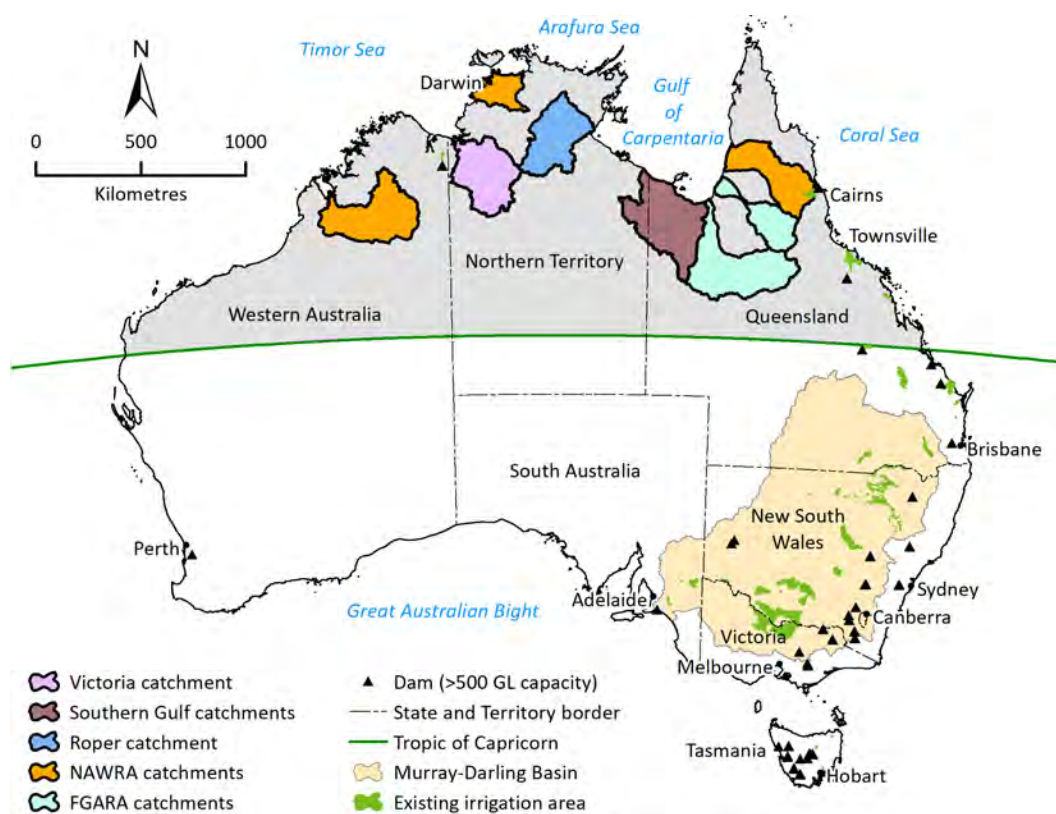 Arafura Sea
Timor Sea
N
Darwin
Gulf
of
Carpentaria
Coral Sea
0 500 1000
Kilometres
Cairns
Townsville
Northern Territory
Western Australia
Queensland
Brisbane
South Australia
New South
Wales
Perth
Sydney
Adelaide
Great Australian Bight
Canberra
Victoria
Melbourne
Victoria catchment
Southern Gulf catchments
Roper catchment
NAWRA catchments
FGARA catchments
Dam (>500 GL capacity)
State and Territory border
Tropic of Capricorn
Murray-Darling Basin
Existing irrigation area
Tasmania
Hobart